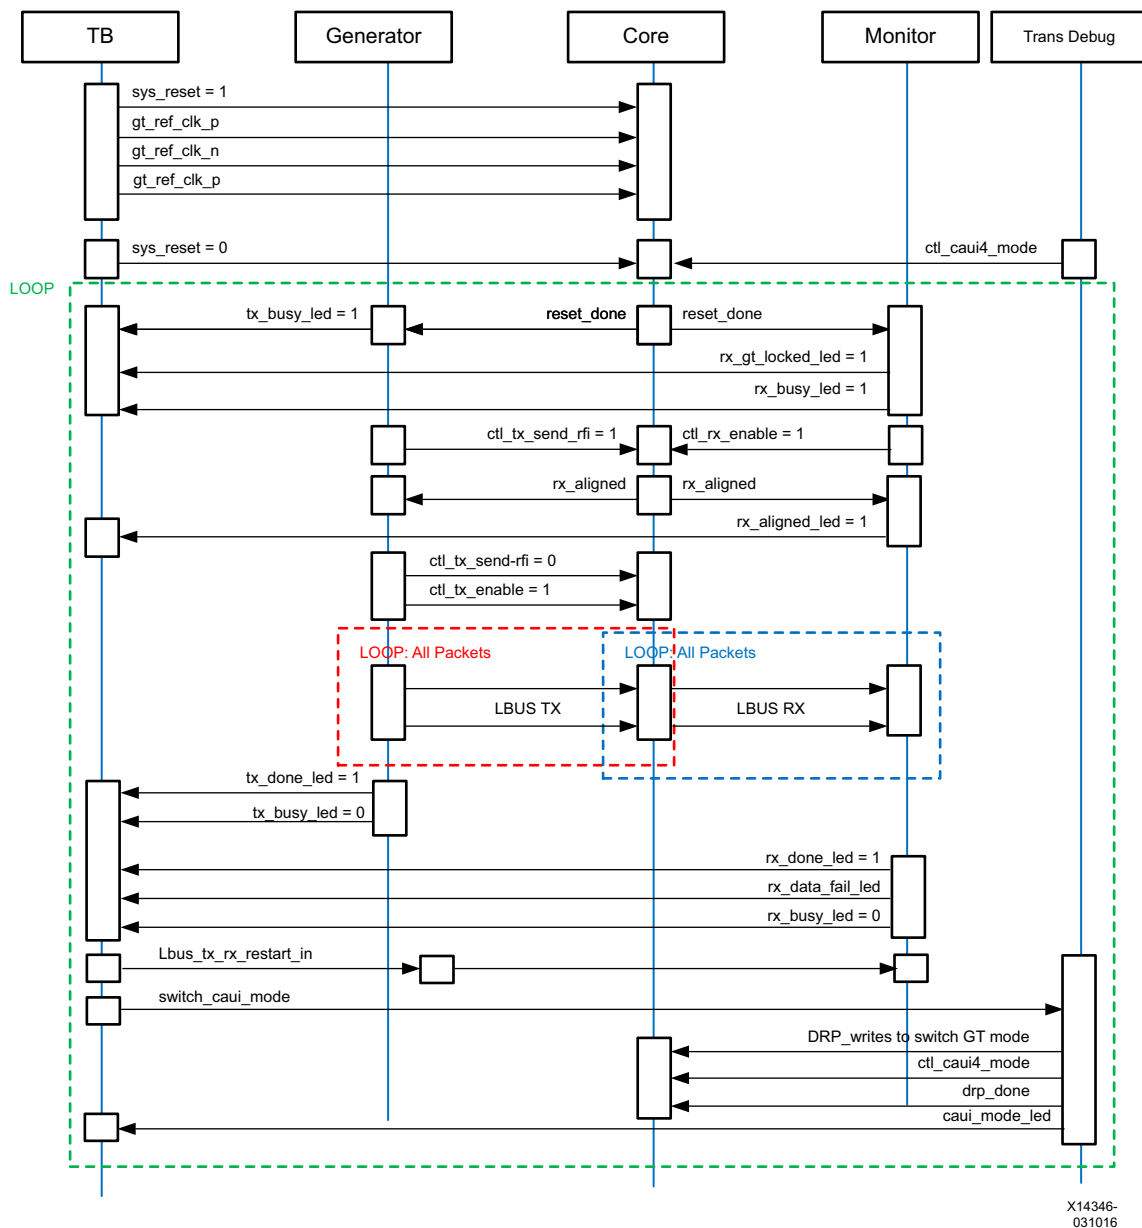 TB
Generator
Core
Monitor
Trans Debug
sys_reset = 1
gt_ref_clk_p
gt_ref_clk_n
gt_ref_clk_p
sys_reset = 0
ctl_caui4_mode
LOOP
tx_busy_led = 1
reset_done
reset_done
rx_gt_locked_led = 1
rx_busy_led = 1
ctl_tx_send_rfi = 1
ctl_rx_enable = 1
rx_aligned
rx_aligned
rx_aligned_led = 1
ctl_tx_send-rfi = 0
ctl_tx_enable = 1
LOOP: All Packets
LOOP: All Packets
LBUS TX
LBUS RX
tx_done_led = 1
tx_busy_led = 0
rx_done_led = 1
rx_data_fail_led
rx_busy_led = 0
Lbus_tx_rx_restart_in
switch_caui_mode
DRP_writes to switch GT mode
ctl_caui4_mode
drp_done
caui_mode_led
X14346-
031016